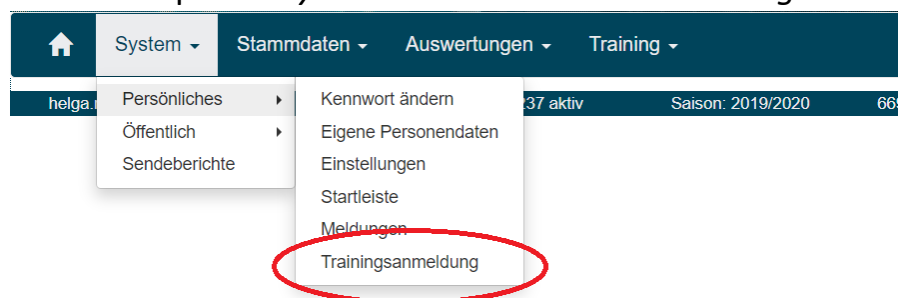 System Stammdaten Auswertungen Training
helga. 237 aktiv Saison: 2019/2020 669
Persönliches
Öffentlich
Sendeberichte
Kennwort ändern
Eigene Personendaten
Einstellungen
Startleiste
Meldungen
Trainingsanmeldung